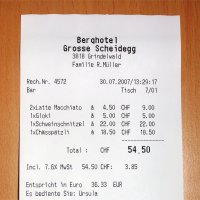 Berghotel
Grosse Scheidegg
3818 Grindelwald
Familie R.Müller
Rech.Nr. 4572 30.07.2007/13:29:17
Bar Tisch 7/01
2xLatte Macchiato à 4.50 CHF 9.00
1xGloki à 5.00 CHF 5.00
1xSchweinschnitzel à 22.00 CHF 22.00
1xChässpätzli à 18.50 CHF 18.50
Total : CHF 54.50
Incl. 7.6% MwSt 54.50 CHF: 3.85
Entspricht in Euro 36.33 EUR
Es bediente Sie: Ursula